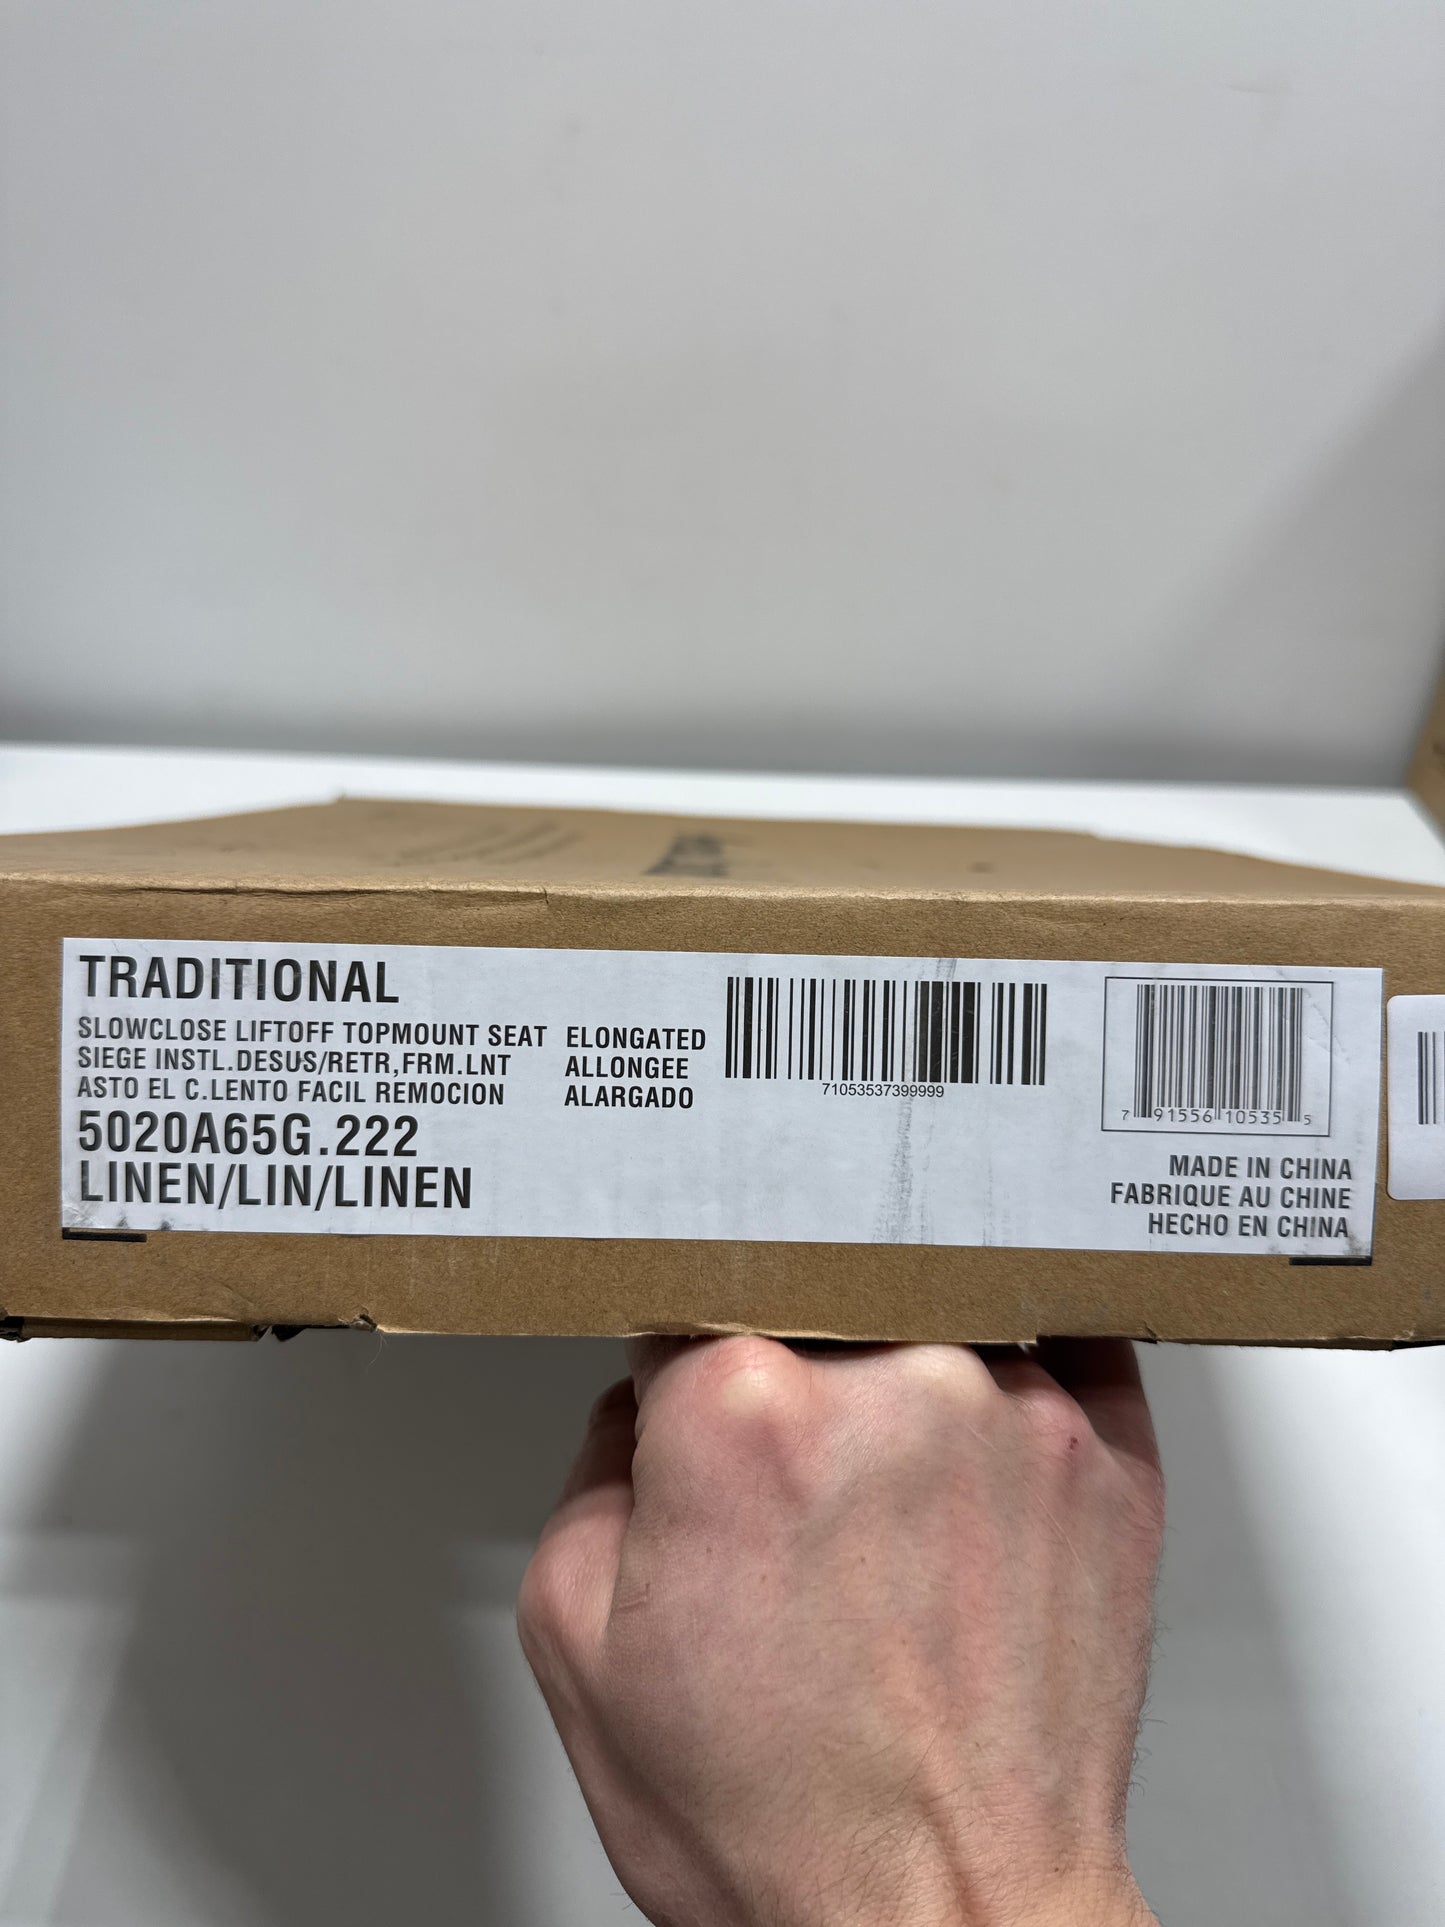 TRADITIONAL
SLOWCLOSE LIFTOFF TOPMOUNT SEAT ELONGATED
SIEGE INSTL.DESUS/RETR,FRM.LNT ALLONGEE
ASTO EL C.LENTO FACIL REMOCION ALARGADO
5020A65G.222
LINEN/LIN/LINEN
71053537399999
7 91556 10535 5
MADE IN CHINA
FABRIQUE AU CHINE
HECHO EN CHINA